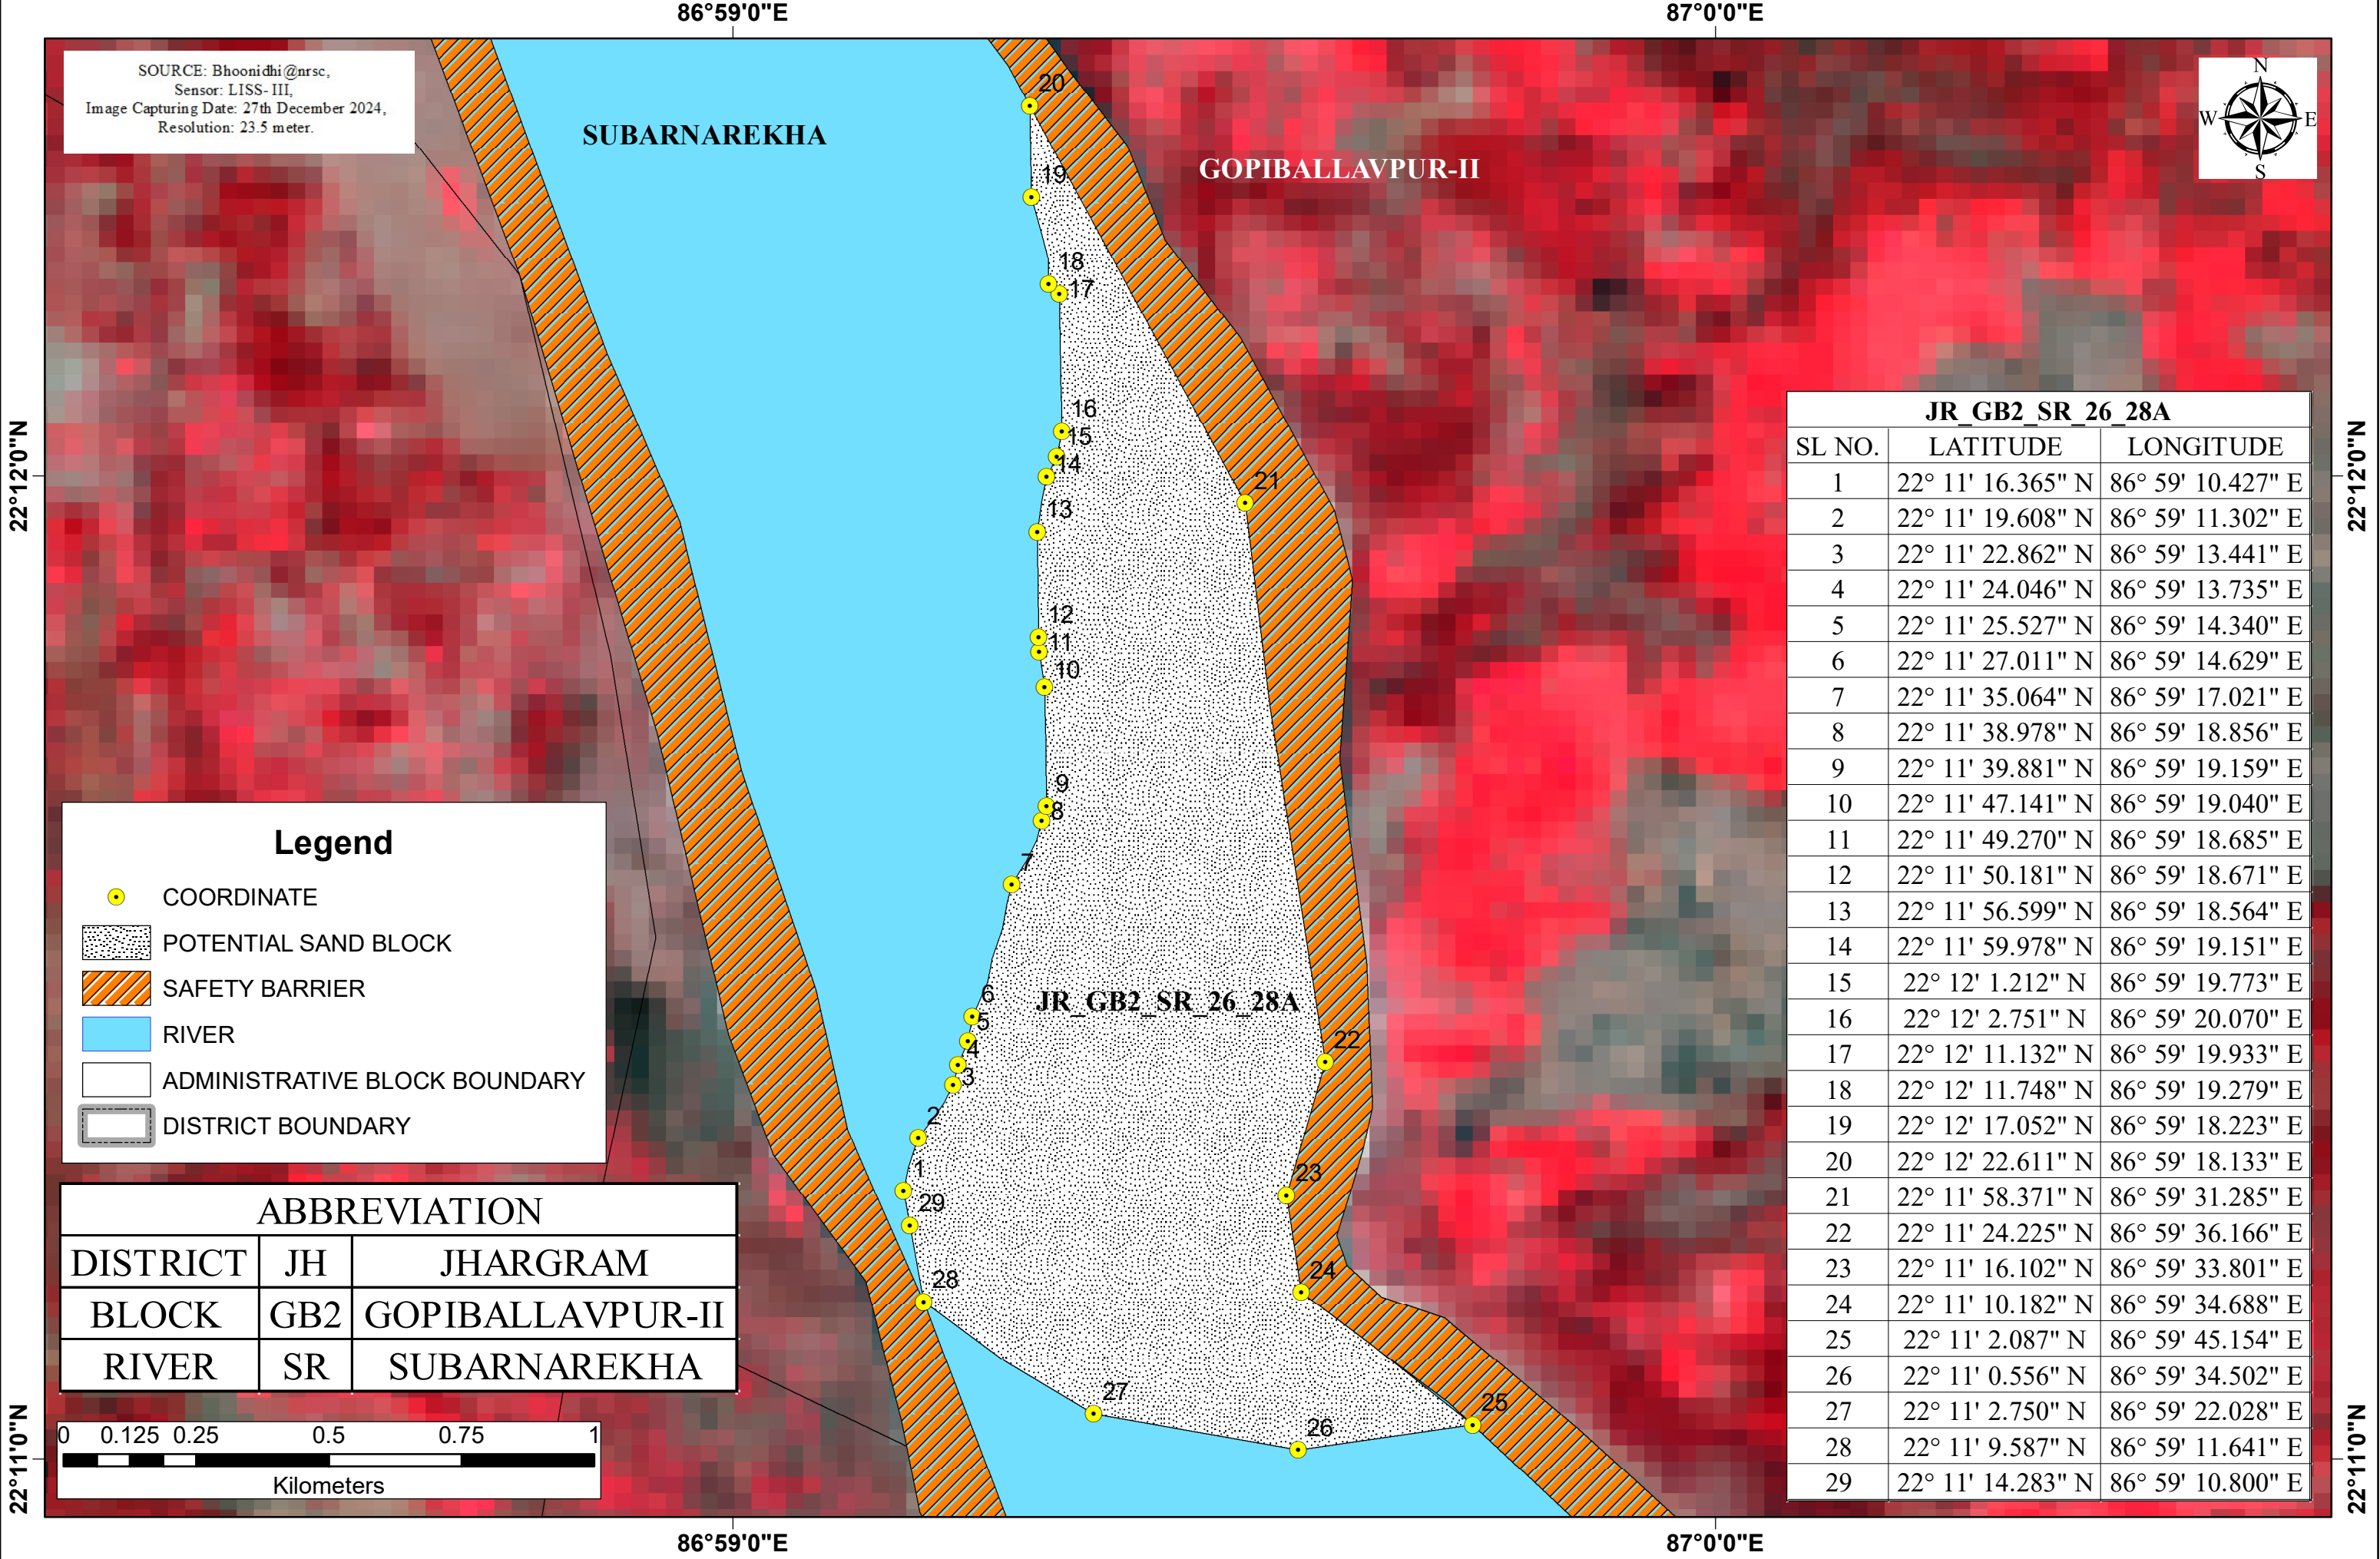 86°59'0"E
87°0'0"E
SOURCE: Bhoonidhi@nrsc,
Sensor: LISS- III,
Image Capturing Date: 27th December 2024,
Resolution: 23.5 meter.
SUBARNAREKHA
GOPIBALLAVPUR-II
N
W
E
S
20
19
18
17
16
15
14
21
13
12
11
10
9
8
7
6
5
JR_GB2_SR_26_28A
4
22
3
2
1
23
29
28
24
27
25
26
22°12'0"N
22°12'0"N
22°11'0"N
22°11'0"N
JR_GB2_SR_26_28A
SL NO. LATITUDE LONGITUDE
1 22° 11' 16.365" N 86° 59' 10.427" E
2 22° 11' 19.608" N 86° 59' 11.302" E
3 22° 11' 22.862" N 86° 59' 13.441" E
4 22° 11' 24.046" N 86° 59' 13.735" E
5 22° 11' 25.527" N 86° 59' 14.340" E
6 22° 11' 27.011" N 86° 59' 14.629" E
7 22° 11' 35.064" N 86° 59' 17.021" E
8 22° 11' 38.978" N 86° 59' 18.856" E
9 22° 11' 39.881" N 86° 59' 19.159" E
10 22° 11' 47.141" N 86° 59' 19.040" E
11 22° 11' 49.270" N 86° 59' 18.685" E
12 22° 11' 50.181" N 86° 59' 18.671" E
13 22° 11' 56.599" N 86° 59' 18.564" E
14 22° 11' 59.978" N 86° 59' 19.151" E
15 22° 12' 1.212" N 86° 59' 19.773" E
16 22° 12' 2.751" N 86° 59' 20.070" E
17 22° 12' 11.132" N 86° 59' 19.933" E
18 22° 12' 11.748" N 86° 59' 19.279" E
19 22° 12' 17.052" N 86° 59' 18.223" E
20 22° 12' 22.611" N 86° 59' 18.133" E
21 22° 11' 58.371" N 86° 59' 31.285" E
22 22° 11' 24.225" N 86° 59' 36.166" E
23 22° 11' 16.102" N 86° 59' 33.801" E
24 22° 11' 10.182" N 86° 59' 34.688" E
25 22° 11' 2.087" N 86° 59' 45.154" E
26 22° 11' 0.556" N 86° 59' 34.502" E
27 22° 11' 2.750" N 86° 59' 22.028" E
28 22° 11' 9.587" N 86° 59' 11.641" E
29 22° 11' 14.283" N 86° 59' 10.800" E
Legend
COORDINATE
POTENTIAL SAND BLOCK
SAFETY BARRIER
RIVER
ADMINISTRATIVE BLOCK BOUNDARY
DISTRICT BOUNDARY
ABBREVIATION
DISTRICT JH JHARGRAM
BLOCK GB2 GOPIBALLAVPUR-II
RIVER SR SUBARNAREKHA
0 0.125 0.25 0.5 0.75 1
Kilometers
86°59'0"E
87°0'0"E